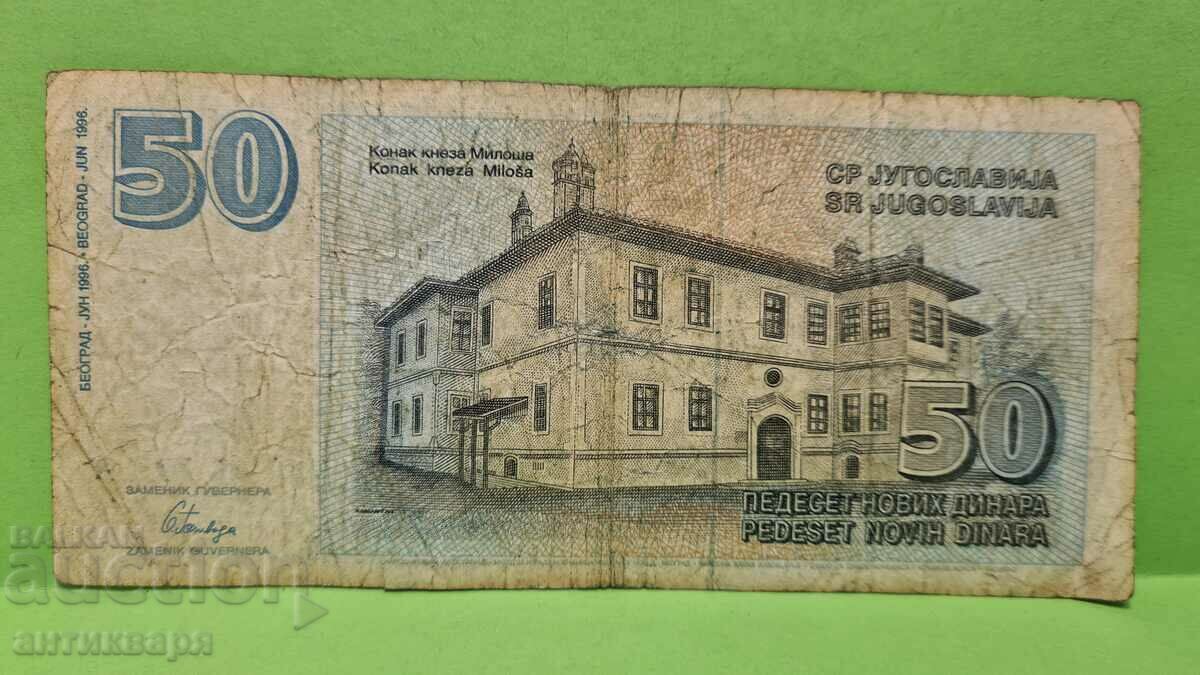 50
БЕОГРАД - ЈУН 1996. - BEOGRAD - JUN 1996.
Конак кнеза Милоша
Konak kneza Miloša
СР ЈУГОСЛАВИЈА
SR JUGOSLAVIJA
50
ПЕДЕСЕТ НОВИХ ДИНАРА
PEDESET NOVIH DINARA
ЗАМЕНИК ГУВЕРНЕРА
ZAMENIK GUVERNERA
БАЛКАН
auction
антикваря